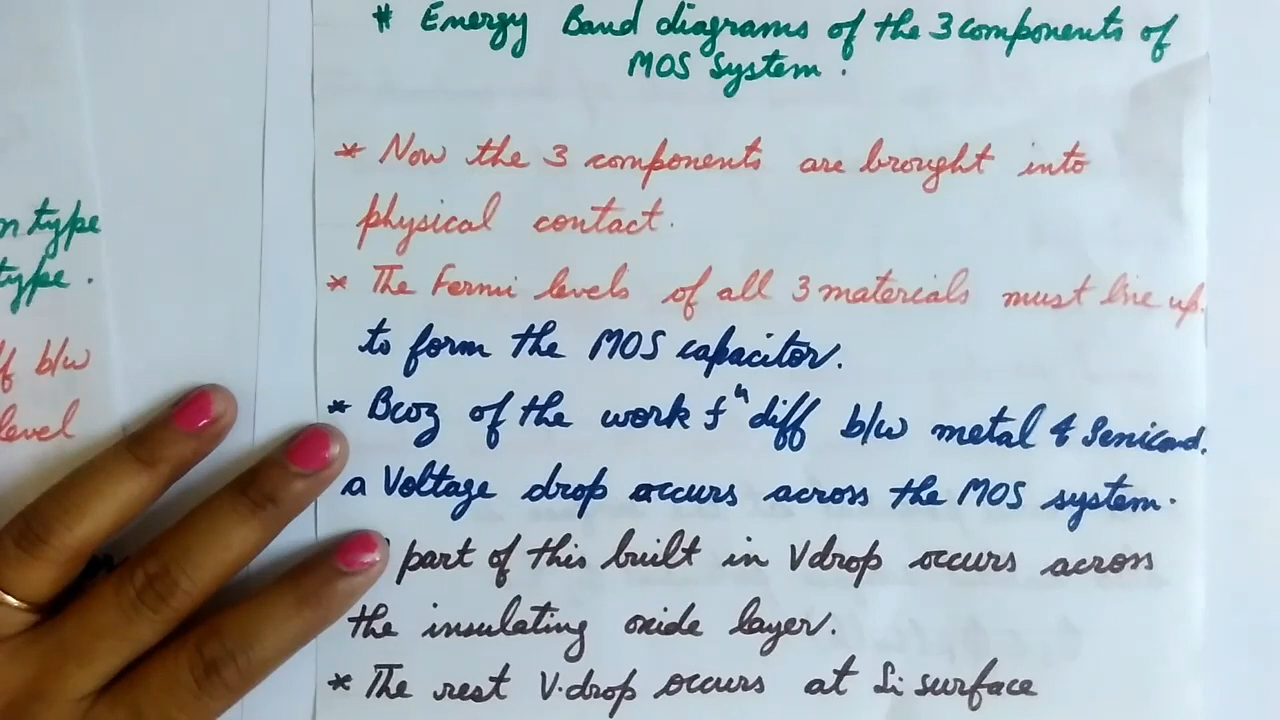 # Energy Band diagrams of the 3 components of
MOS System.
* Now the 3 components are brought into
physical contact.
* The Fermi levels of all 3 materials must line up.
to form the MOS capacitor.
* Bcoz of the work fⁿ diff b/w metal & Semicond.
a Voltage drop occurs across the MOS system.
part of this built in Vdrop occurs across
the insulating oxide layer.
* The rest V.drop occurs at Si surface
n type
type.
f b/w
level